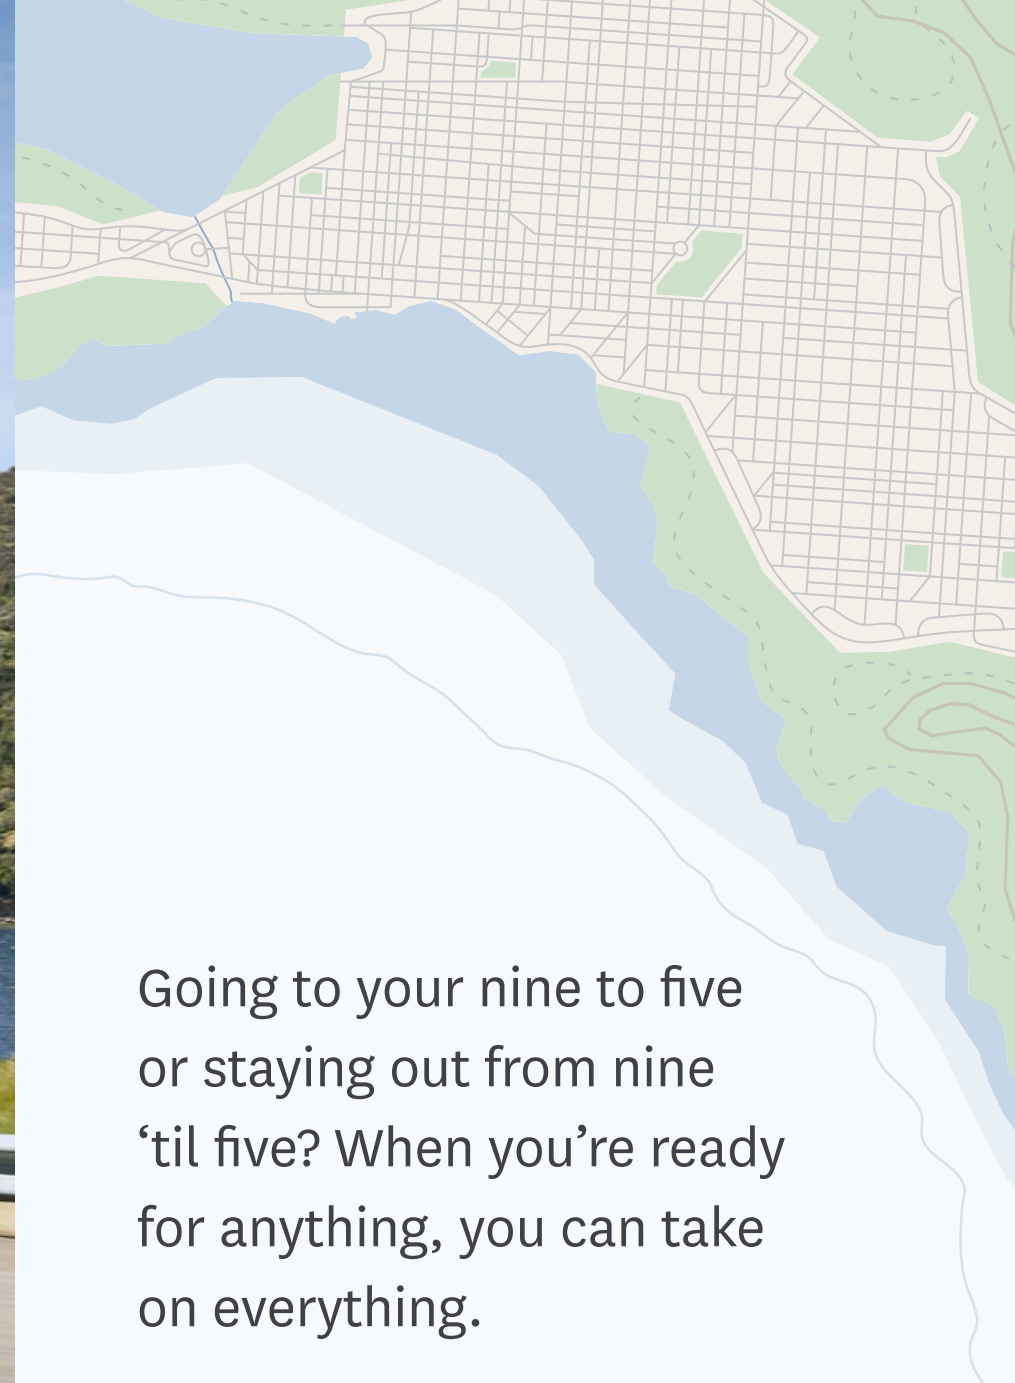 Going to your nine to five
or staying out from nine
‘til five? When you’re ready
for anything, you can take
on everything.